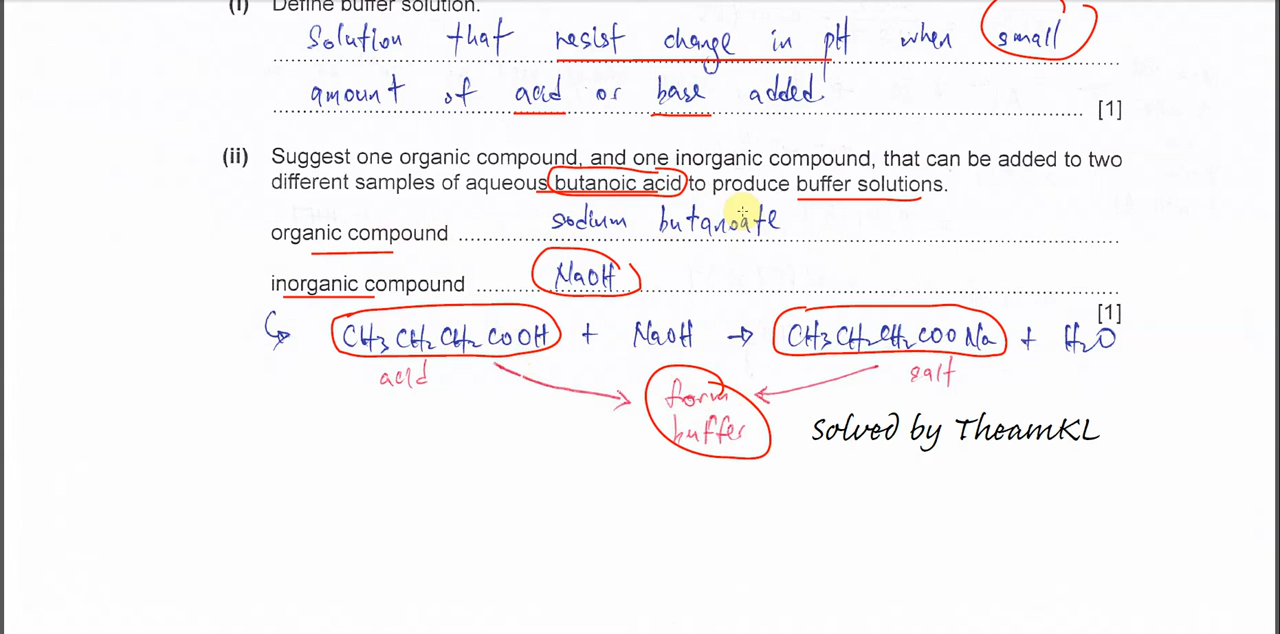 (i) Define buffer solution.
Solution that resist change in pH when small
amount of acid or base added
[1]
(ii) Suggest one organic compound, and one inorganic compound, that can be added to two
different samples of aqueous butanoic acid to produce buffer solutions.
organic compound sodium butanoate
inorganic compound NaOH
[1]
↳ CH3CH2CH2COOH + NaOH → CH3CH2CH2COONa + H2O
acid salt
form
buffer
Solved by TheamKL